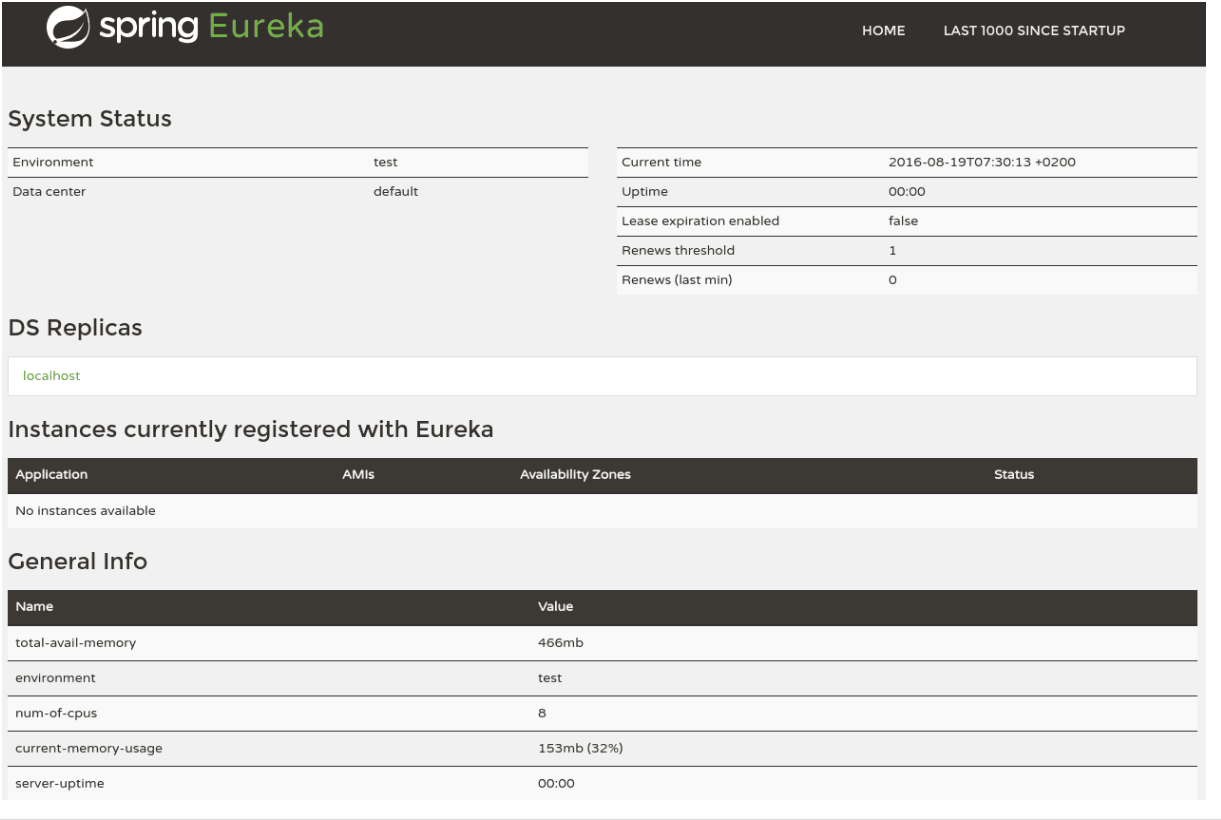 spring Eureka
HOME LAST 1000 SINCE STARTUP
System Status
Environment test
Data center default
Current time 2016-08-19T07:30:13 +0200
Uptime 00:00
Lease expiration enabled false
Renews threshold 1
Renews (last min) 0
DS Replicas
localhost
Instances currently registered with Eureka
Application AMIs Availability Zones Status
No instances available
General Info
Name Value
total-avail-memory 466mb
environment test
num-of-cpus 8
current-memory-usage 153mb (32%)
server-uptime 00:00